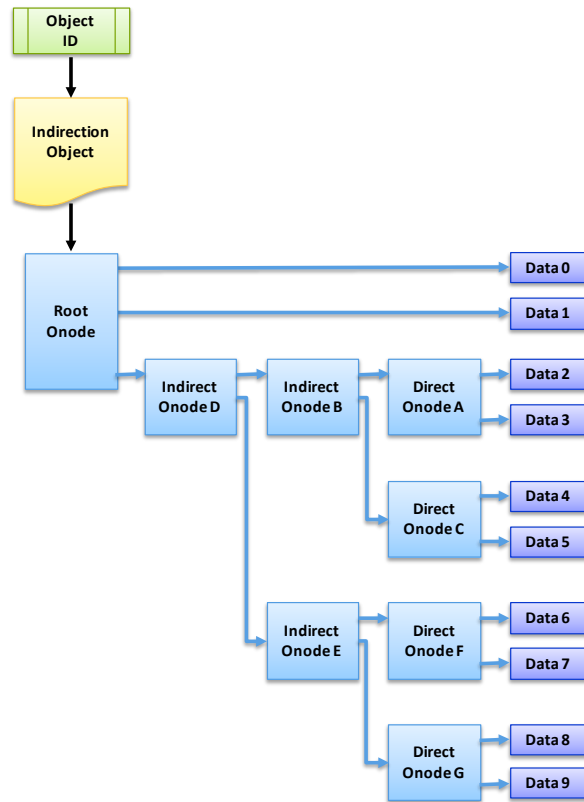 Object
ID
Indirection
Object
Root
Onode
Data 0
Data 1
Indirect
Onode D
Indirect
Onode B
Direct
Onode A
Data 2
Data 3
Direct
Onode C
Data 4
Data 5
Indirect
Onode E
Direct
Onode F
Data 6
Data 7
Direct
Onode G
Data 8
Data 9